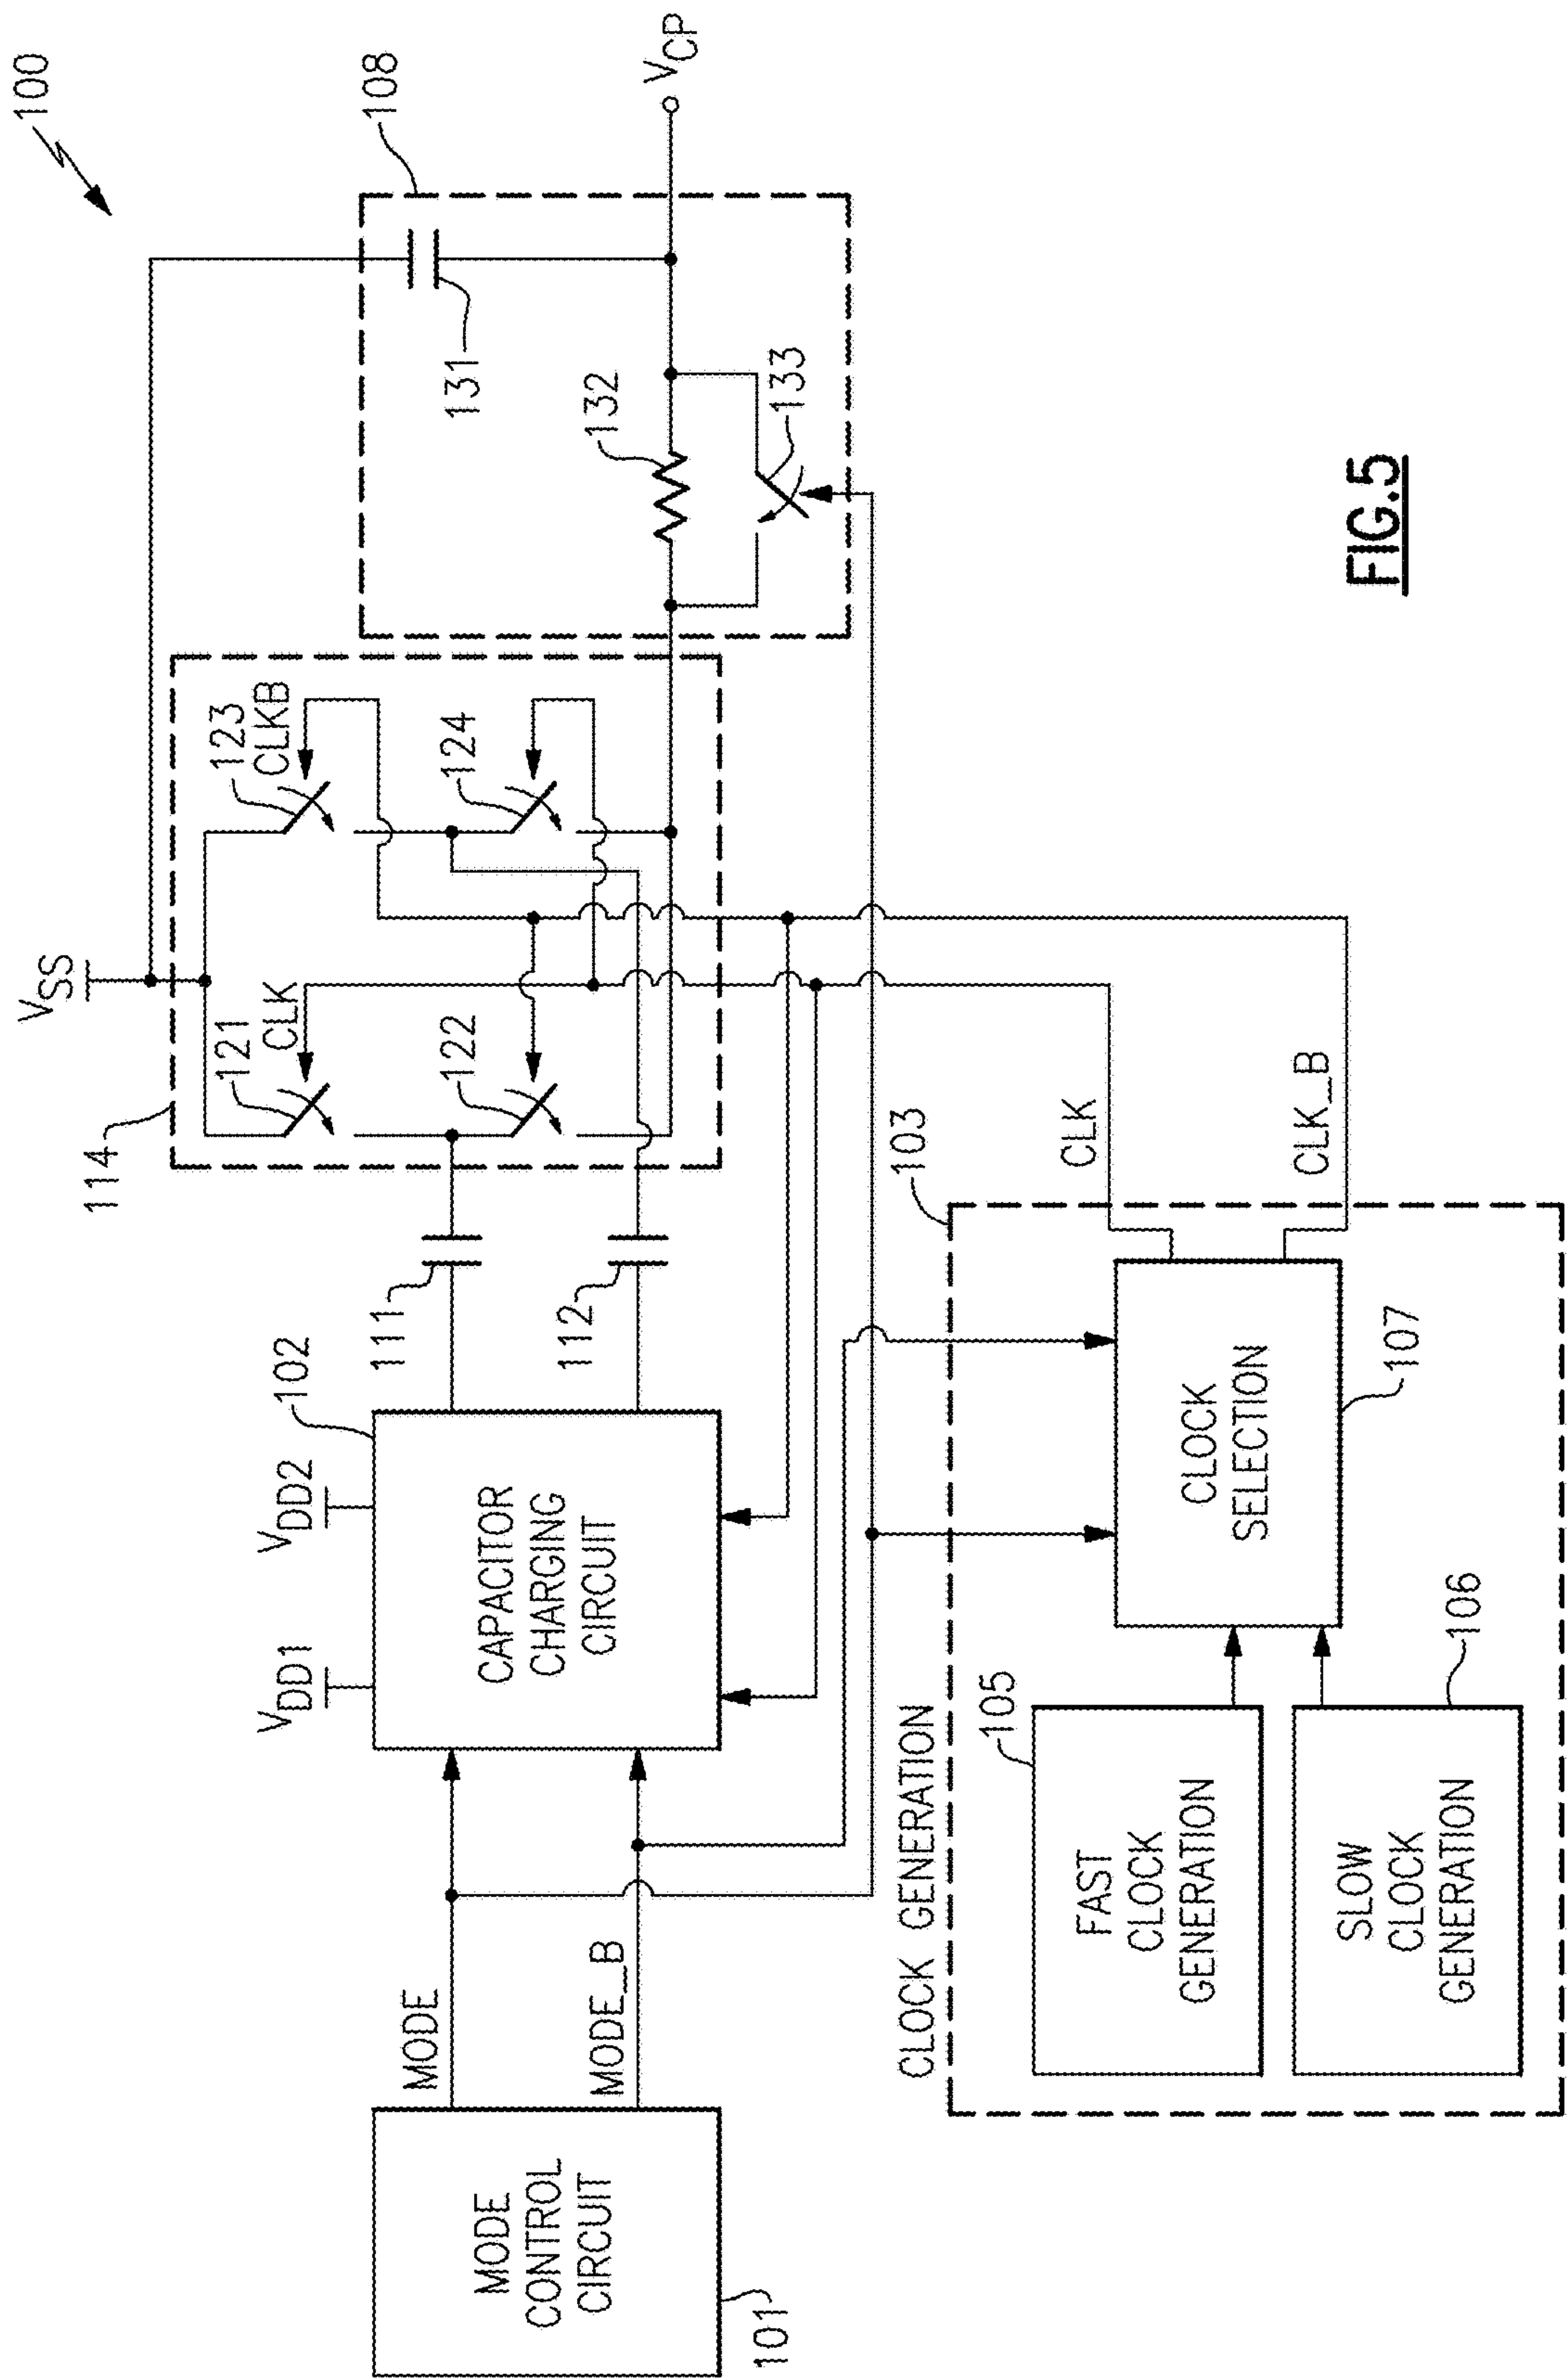 100
VSS
VCP
108
114
121
CLK
123
CLKB
122
124
131
132
133
VDD1
VDD2
102
111
112
CAPACITOR
CHARGING
CIRCUIT
MODE
MODE_B
MODE
CONTROL
CIRCUIT
101
CLOCK GENERATION
103
CLK
CLK_B
105
FAST
CLOCK
GENERATION
106
SLOW
CLOCK
GENERATION
CLOCK
SELECTION
107
FIG.5